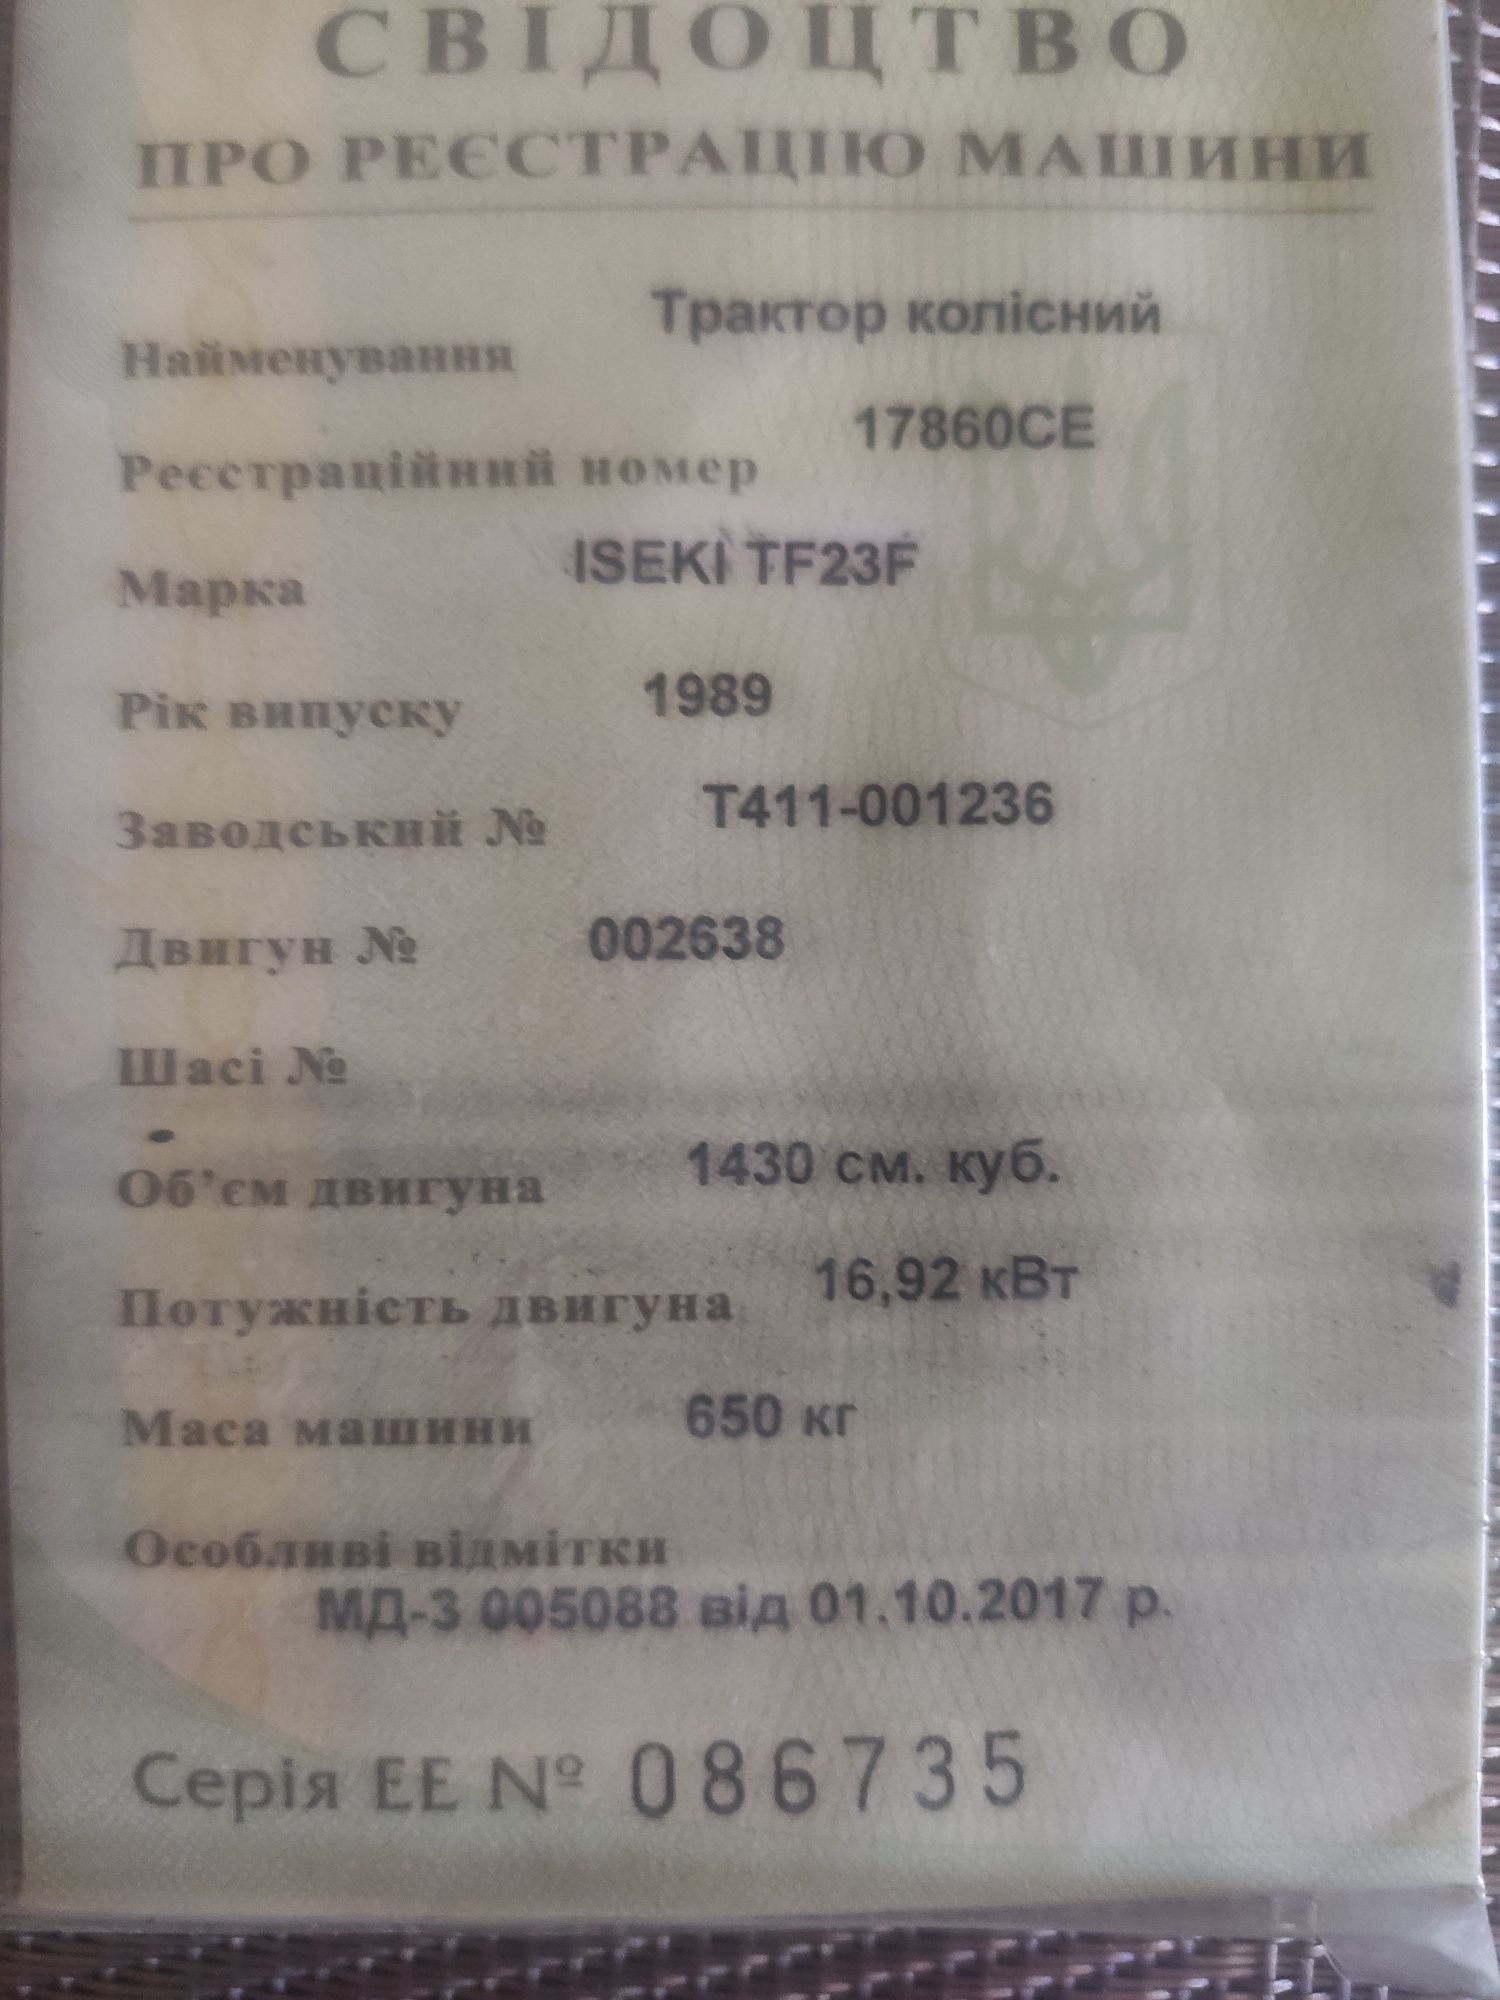 СВІДОЦТВО
ПРО РЕЄСТРАЦІЮ МАШИНИ
Найменування Трактор колісний
Реєстраційний номер 17860СЕ
Марка ISEKI TF23F
Рік випуску 1989
Заводський № Т411-001236
Двигун № 002638
Шасі №
Об’єм двигуна 1430 см. куб.
Потужність двигуна 16,92 кВт
Маса машини 650 кг
Особливі відмітки
МД-3 005088 від 01.10.2017 р.
Серія ЕЕ № 086735